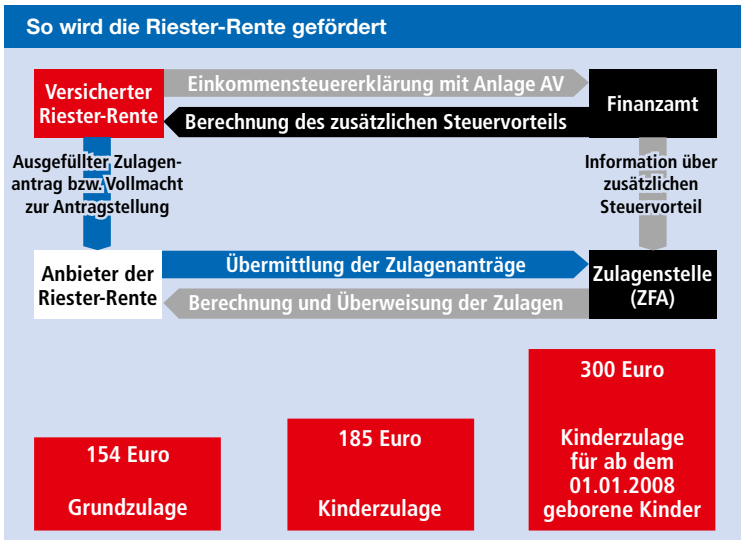 So wird die Riester-Rente gefördert
Versicherter
Riester-Rente
Einkommensteuererklärung mit Anlage AV
Berechnung des zusätzlichen Steuervorteils
Finanzamt
Ausgefüllter Zulagen-
antrag bzw. Vollmacht
zur Antragstellung
Information über
zusätzlichen
Steuervorteil
Anbieter der
Riester-Rente
Übermittlung der Zulagenanträge
Berechnung und Überweisung der Zulagen
Zulagenstelle
(ZFA)
154 Euro
Grundzulage
185 Euro
Kinderzulage
300 Euro
Kinderzulage
für ab dem
01.01.2008
geborene Kinder